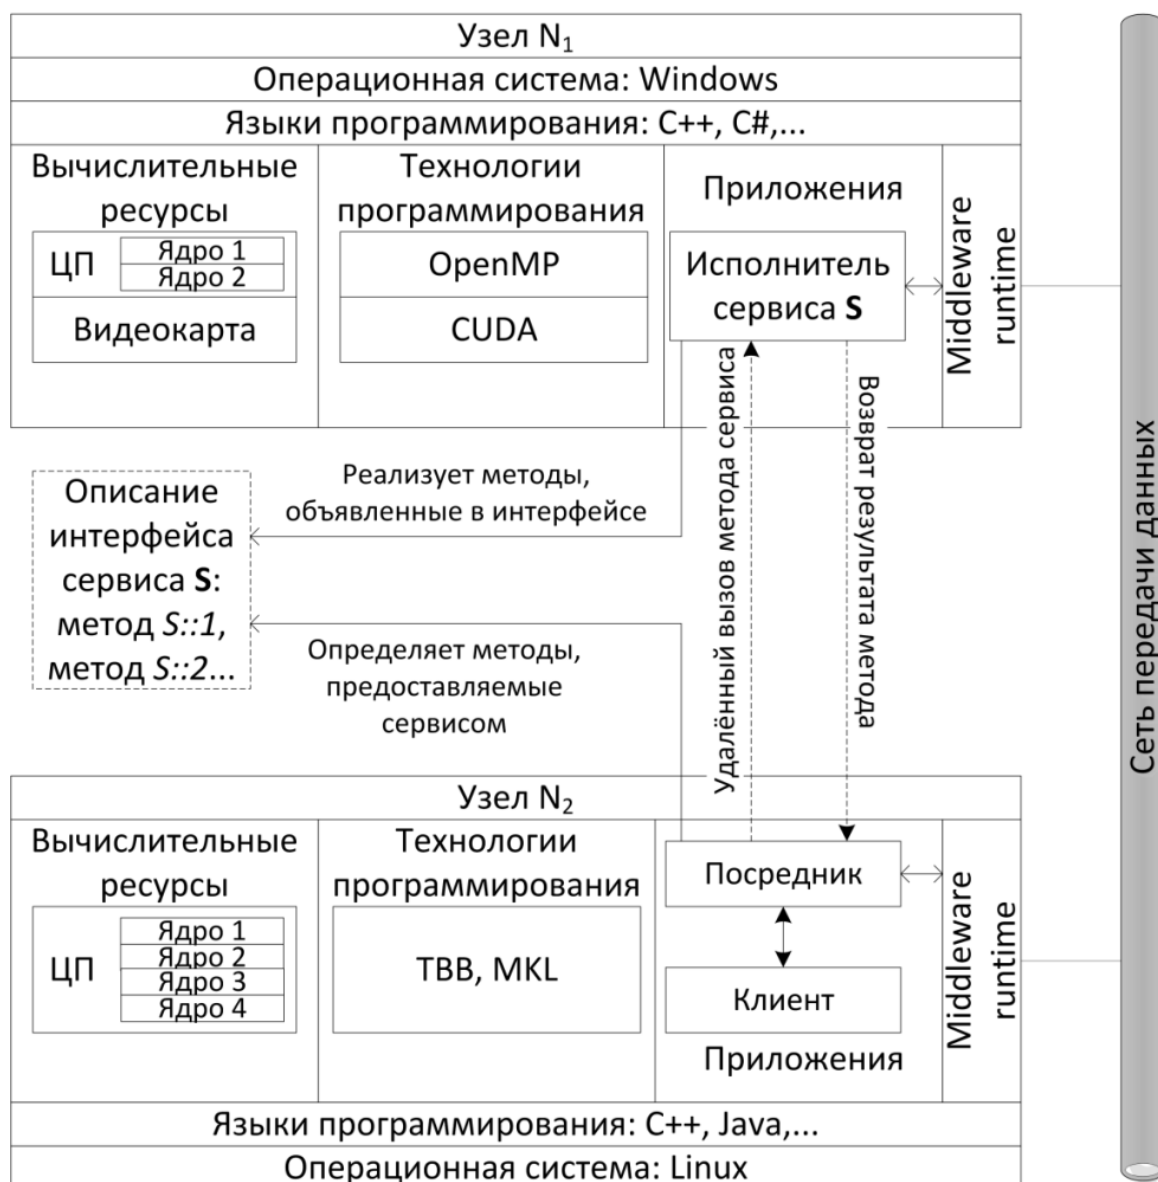 Узел N₁
Операционная система: Windows
Языки программирования: C++, C#,...
Вычислительные
ресурсы
ЦП
Ядро 1
Ядро 2
Видеокарта
Технологии
программирования
OpenMP
CUDA
Приложения
Исполнитель
сервиса S
Middleware
runtime
Реализует методы,
объявленные в интерфейсе
Описание
интерфейса
сервиса S:
метод S::1,
метод S::2...
Определяет методы,
предоставляемые
сервисом
Удалённый вызов метода сервиса
Возврат результата метода
Сеть передачи данных
Узел N₂
Вычислительные
ресурсы
ЦП
Ядро 1
Ядро 2
Ядро 3
Ядро 4
Технологии
программирования
TBB, MKL
Посредник
Клиент
Приложения
Middleware
runtime
Языки программирования: C++, Java,...
Операционная система: Linux